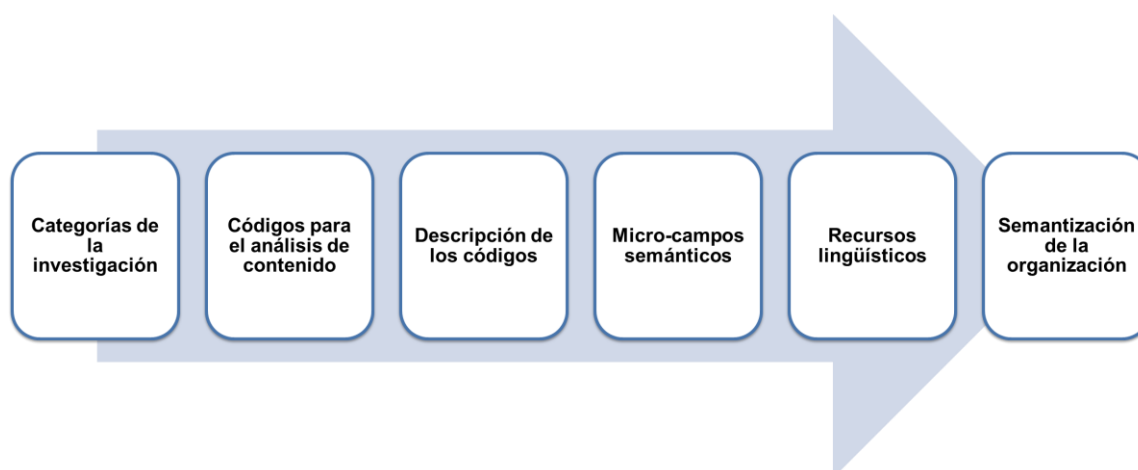 Categorías de
la
investigación
Códigos para
el análisis de
contenido
Descripción de
los códigos
Micro-campos
semánticos
Recursos
lingüísticos
Semantización
de la
organización